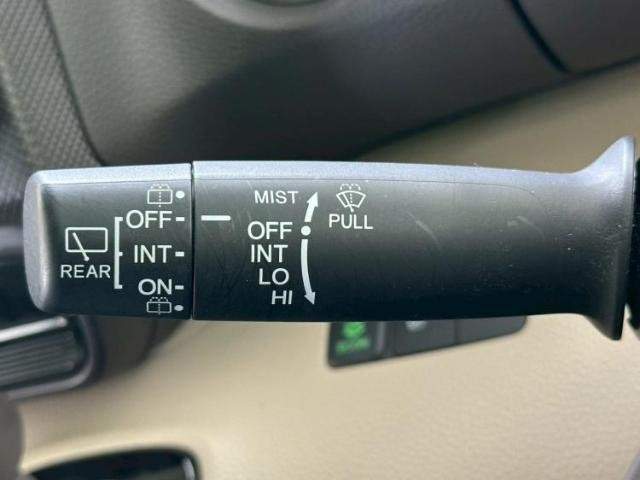 MIST
PULL
OFF
OFF
INT
INT
REAR
LO
ON
HI